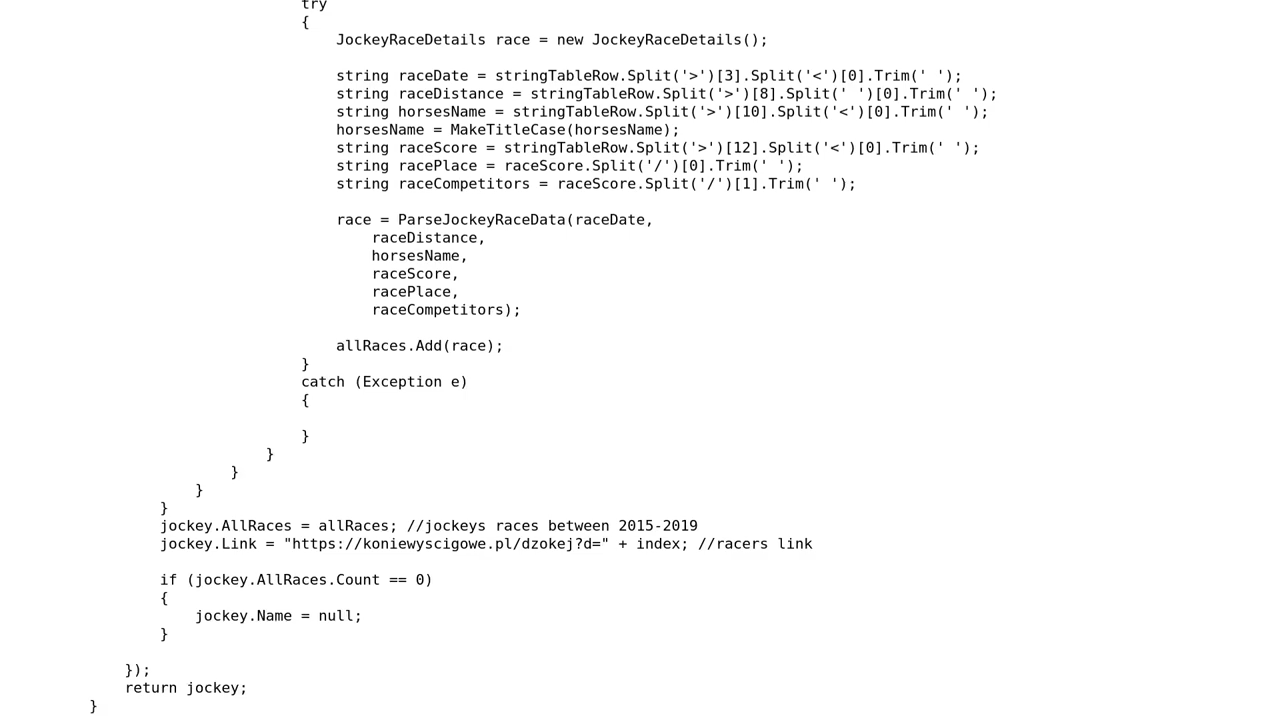 try
{
JockeyRaceDetails race = new JockeyRaceDetails();
string raceDate = stringTableRow.Split('>')[3].Split('<')[0].Trim(' ');
string raceDistance = stringTableRow.Split('>')[8].Split(' ')[0].Trim(' ');
string horsesName = stringTableRow.Split('>')[10].Split('<')[0].Trim(' ');
horsesName = MakeTitleCase(horsesName);
string raceScore = stringTableRow.Split('>')[12].Split('<')[0].Trim(' ');
string racePlace = raceScore.Split('/')[0].Trim(' ');
string raceCompetitors = raceScore.Split('/')[1].Trim(' ');
race = ParseJockeyRaceData(raceDate,
raceDistance,
horsesName,
raceScore,
racePlace,
raceCompetitors);
allRaces.Add(race);
}
catch (Exception e)
{
}
}
}
}
}
jockey.AllRaces = allRaces; //jockeys races between 2015-2019
jockey.Link = "https://koniewyscigowe.pl/dzokej?d=" + index; //racers link
if (jockey.AllRaces.Count == 0)
{
jockey.Name = null;
}
});
return jockey;
}